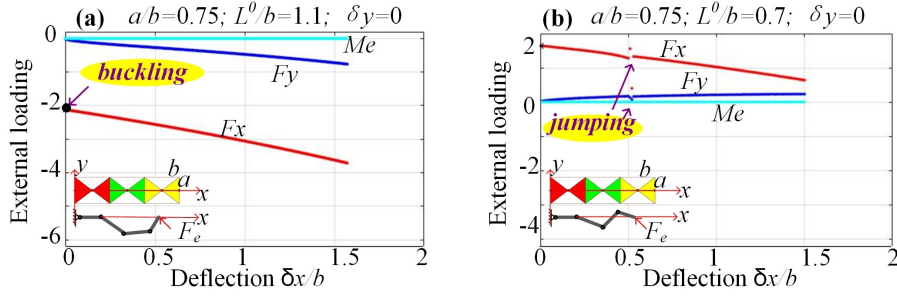 (a) a/b=0.75; L⁰/b=1.1; δy=0
0
-2
-4
-6
External loading
Me
buckling
Fy
Fx
y
b
a
x
x
Fₑ
0 0.5 1 1.5 2
Deflection δx/b
(b) a/b=0.75; L⁰/b=0.7; δy=0
2
0
-2
-4
External loading
Fx
Fy
Me
jumping
y
b
a
x
x
Fₑ
0 0.5 1 1.5 2
Deflection δx/b